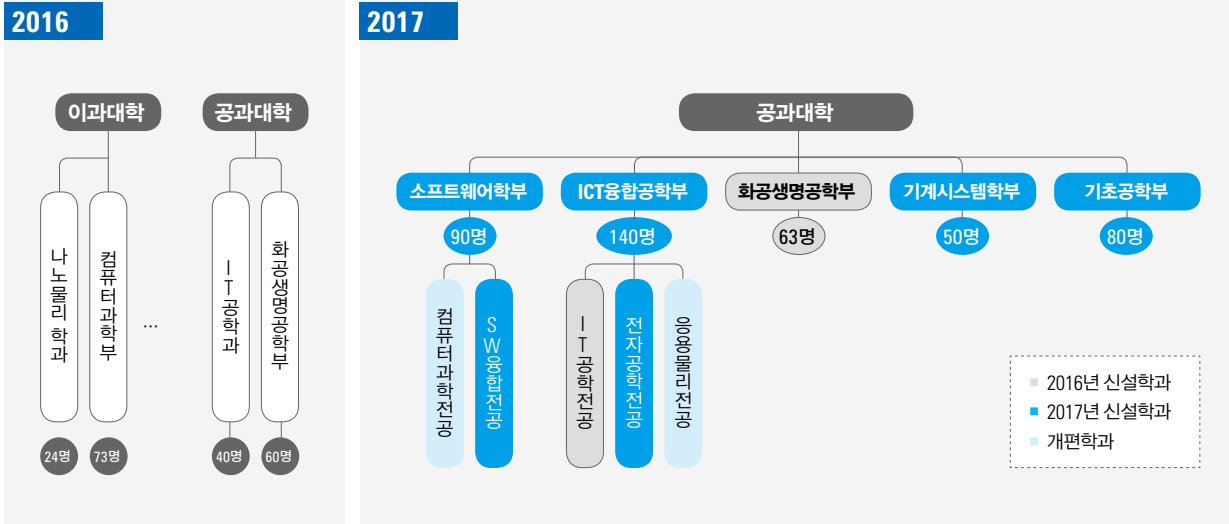 2016
이과대학
공과대학
나노물리학과
컴퓨터과학부
...
IT공학과
화공생명공학부
24명
73명
40명
60명
2017
공과대학
소프트웨어학부
ICT융합공학부
화공생명공학부
기계시스템학부
기초공학부
90명
140명
63명
50명
80명
컴퓨터과학전공
SW융합전공
IT공학전공
전자공학전공
응용물리전공
2016년 신설학과
2017년 신설학과
개편학과